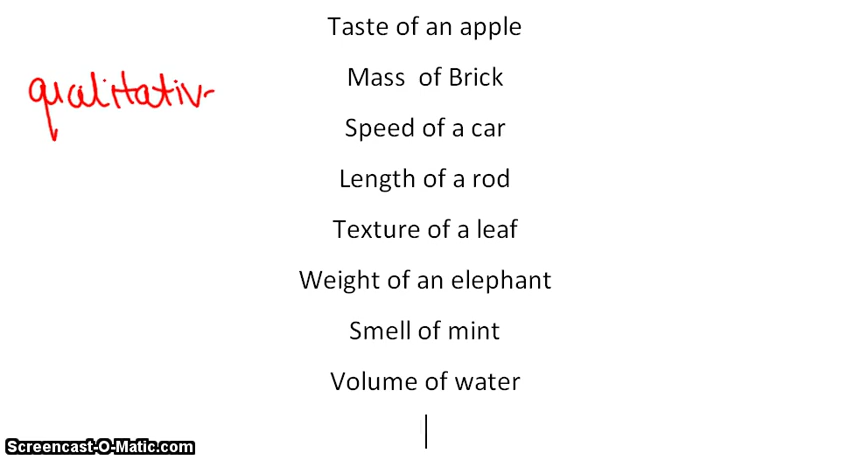 Taste of an apple
qualitativ
Mass of Brick
Speed of a car
Length of a rod
Texture of a leaf
Weight of an elephant
Smell of mint
Volume of water
Screencast-O-Matic.com